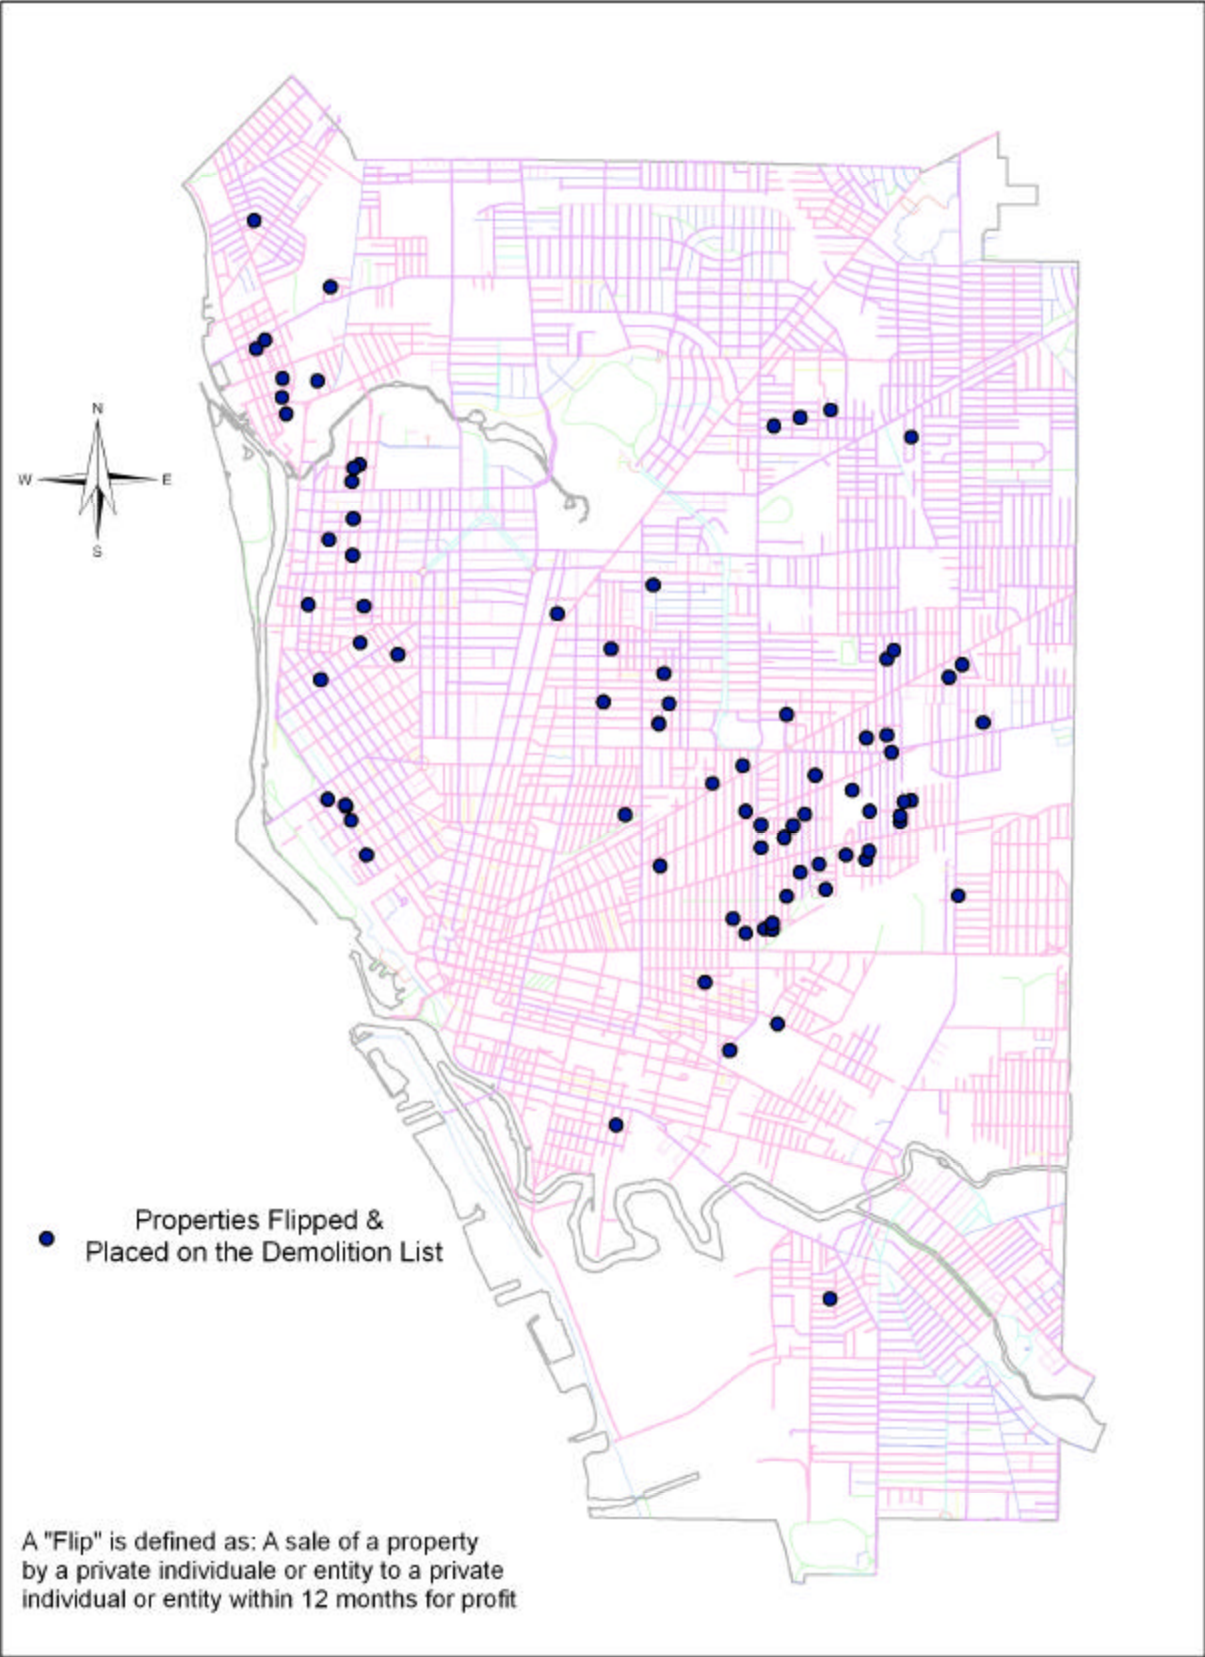 N
W E
S
Properties Flipped &
Placed on the Demolition List
A "Flip" is defined as: A sale of a property
by a private individuale or entity to a private
individual or entity within 12 months for profit